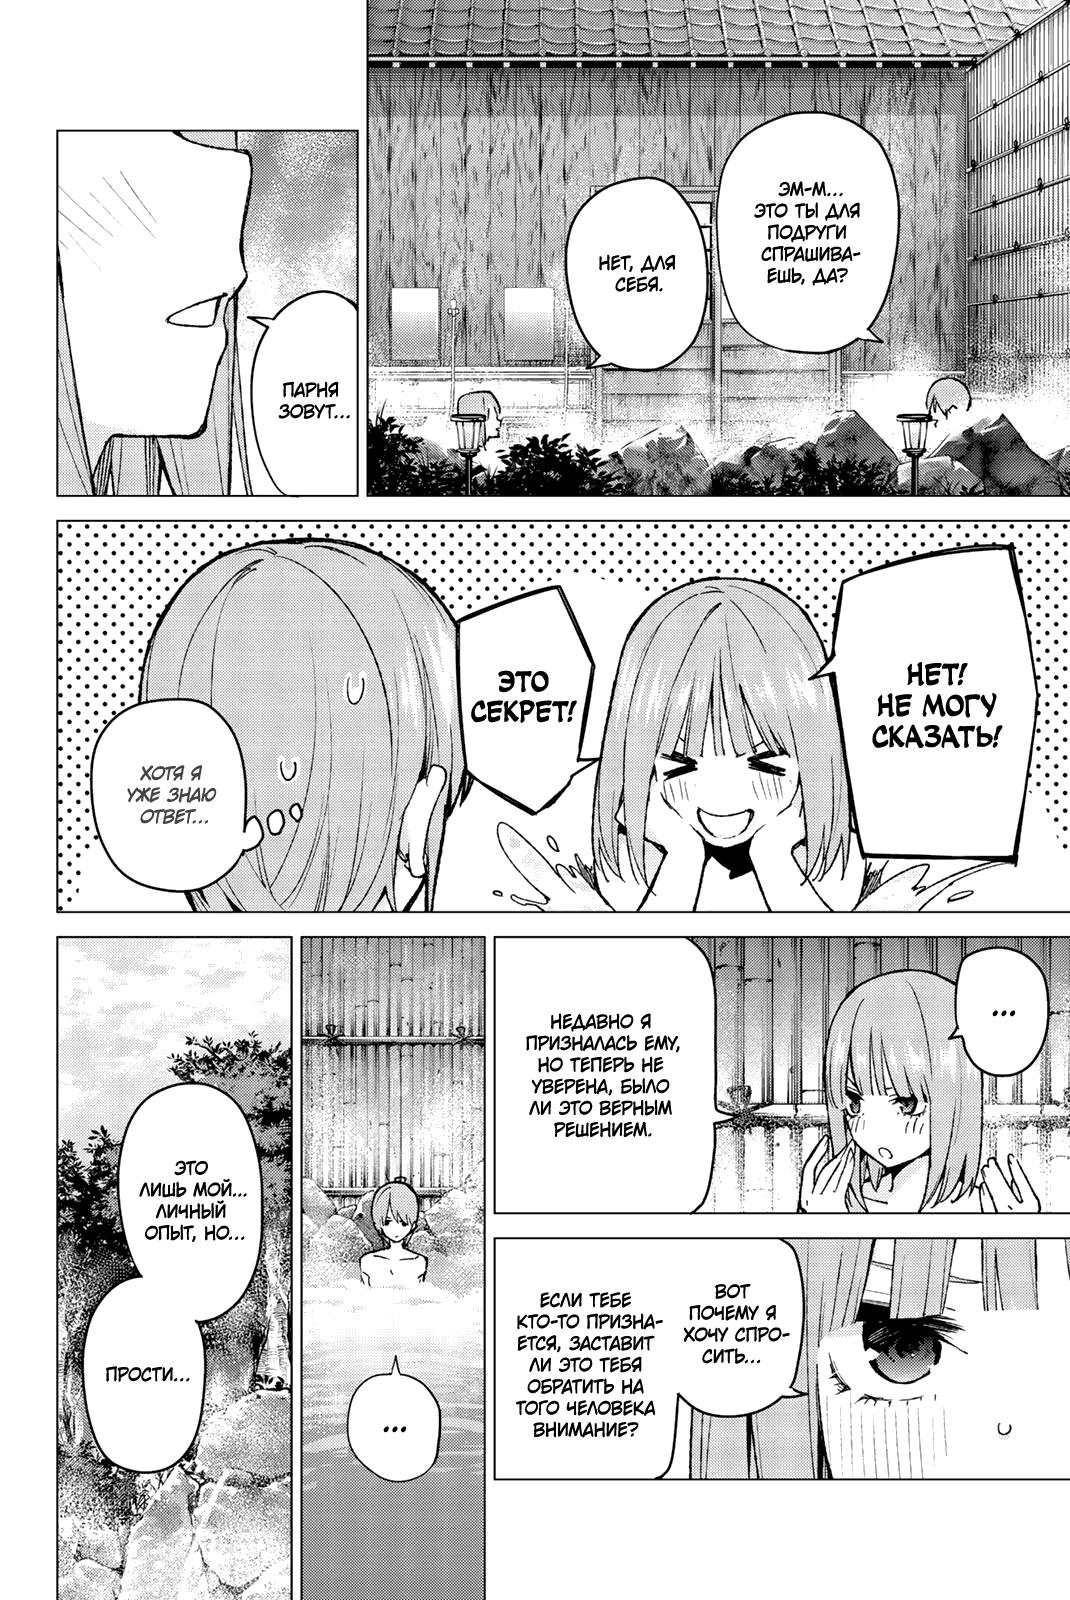 ЭМ-М...
ЭТО ТЫ ДЛЯ
ПОДРУГИ
СПРАШИВА-
ЕШЬ, ДА?
НЕТ, ДЛЯ
СЕБЯ.
ПАРНЯ
ЗОВУТ...
НЕТ!
НЕ МОГУ
СКАЗАТЬ!
ЭТО
СЕКРЕТ!
ХОТЯ Я
УЖЕ ЗНАЮ
ОТВЕТ...
...
НЕДАВНО Я
ПРИЗНАЛАСЬ ЕМУ,
НО ТЕПЕРЬ НЕ
УВЕРЕНА, БЫЛО
ЛИ ЭТО ВЕРНЫМ
РЕШЕНИЕМ.
ВОТ
ПОЧЕМУ Я
ХОЧУ СПРО-
СИТЬ...
ЕСЛИ ТЕБЕ
КТО-ТО ПРИЗНА-
ЕТСЯ, ЗАСТАВИТ
ЛИ ЭТО ТЕБЯ
ОБРАТИТЬ НА
ТОГО ЧЕЛОВЕКА
ВНИМАНИЕ?
...
ЭТО
ЛИШЬ МОЙ...
ЛИЧНЫЙ
ОПЫТ, НО...
ПРОСТИ...